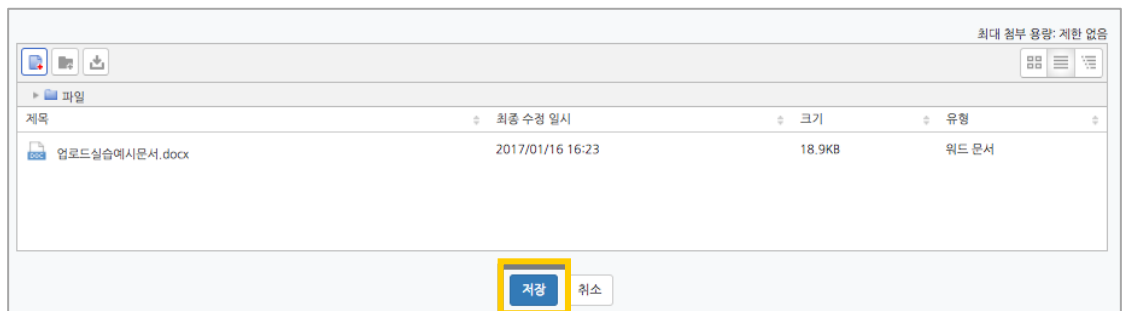 최대 첨부 용량: 제한 없음
파일
제목 최종 수정 일시 크기 유형
DOC 업로드실습예시문서.docx 2017/01/16 16:23 18.9KB 워드 문서
저장 취소